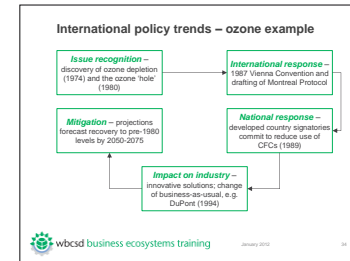 International policy trends – ozone example
Issue recognition –
discovery of ozone depletion
(1974) and the ozone 'hole'
(1980)
International response –
1987 Vienna Convention and
drafting of Montreal Protocol
Mitigation – projections
forecast recovery to pre-1980
levels by 2050-2075
National response –
developed country signatories
commit to reduce use of
CFCs (1989)
Impact on industry –
innovative solutions; change
of business-as-usual, e.g.
DuPont (1994)
wbcsd business ecosystems training
January 2012
34